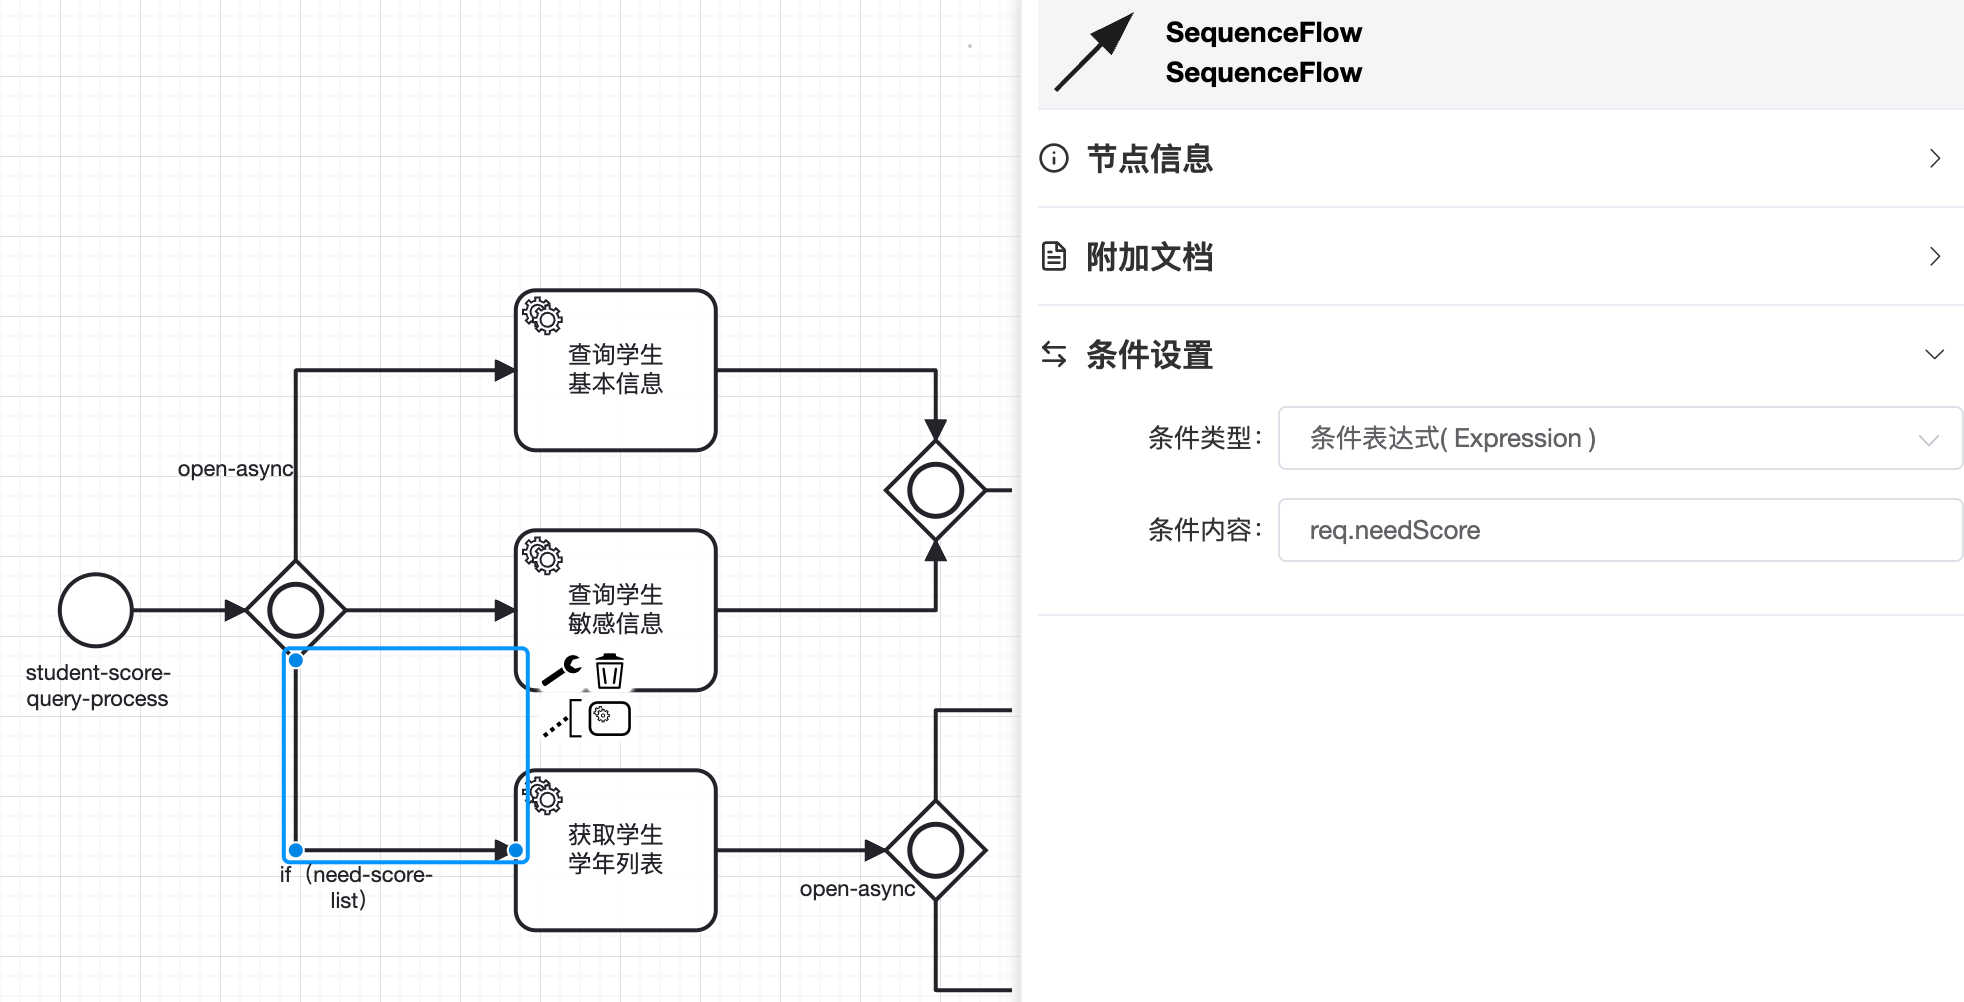 SequenceFlow
SequenceFlow
节点信息
附加文档
条件设置
条件类型：
条件表达式( Expression )
条件内容：
req.needScore
查询学生
基本信息
open-async
查询学生
敏感信息
student-score-
query-process
获取学生
学年列表
if（need-score-
list）
open-async